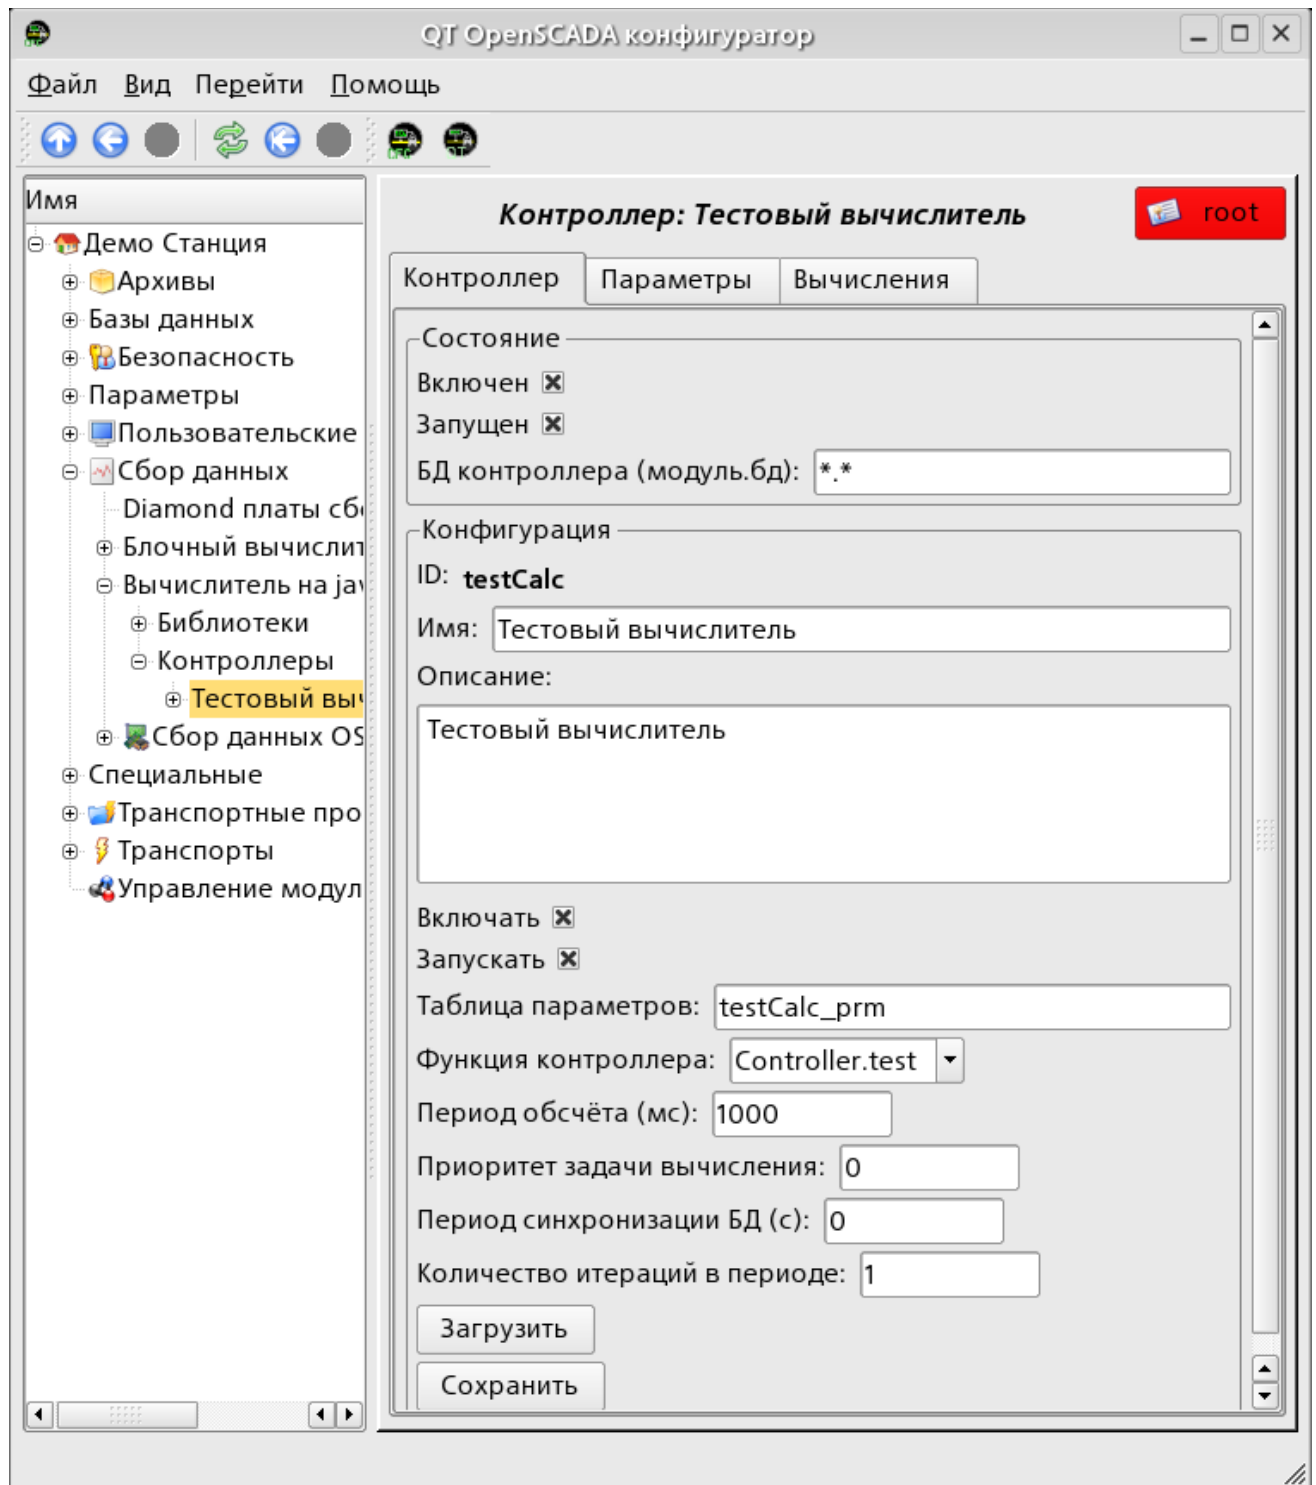 QT OpenSCADA конфигуратор
Файл Вид Перейти Помощь
Имя
Демо Станция
Архивы
Базы данных
Безопасность
Параметры
Пользовательские
Сбор данных
Diamond платы сб
Блочный вычислит
Вычислитель на jav
Библиотеки
Контроллеры
Тестовый выч
Сбор данных OS
Специальные
Транспортные про
Транспорты
Управление модул
Контроллер: Тестовый вычислитель
root
Контроллер Параметры Вычисления
Состояние
Включен
Запущен
БД контроллера (модуль.бд): *.*
Конфигурация
ID: testCalc
Имя: Тестовый вычислитель
Описание:
Тестовый вычислитель
Включать
Запускать
Таблица параметров: testCalc_prm
Функция контроллера: Controller.test
Период обсчёта (мс): 1000
Приоритет задачи вычисления: 0
Период синхронизации БД (с): 0
Количество итераций в периоде: 1
Загрузить
Сохранить